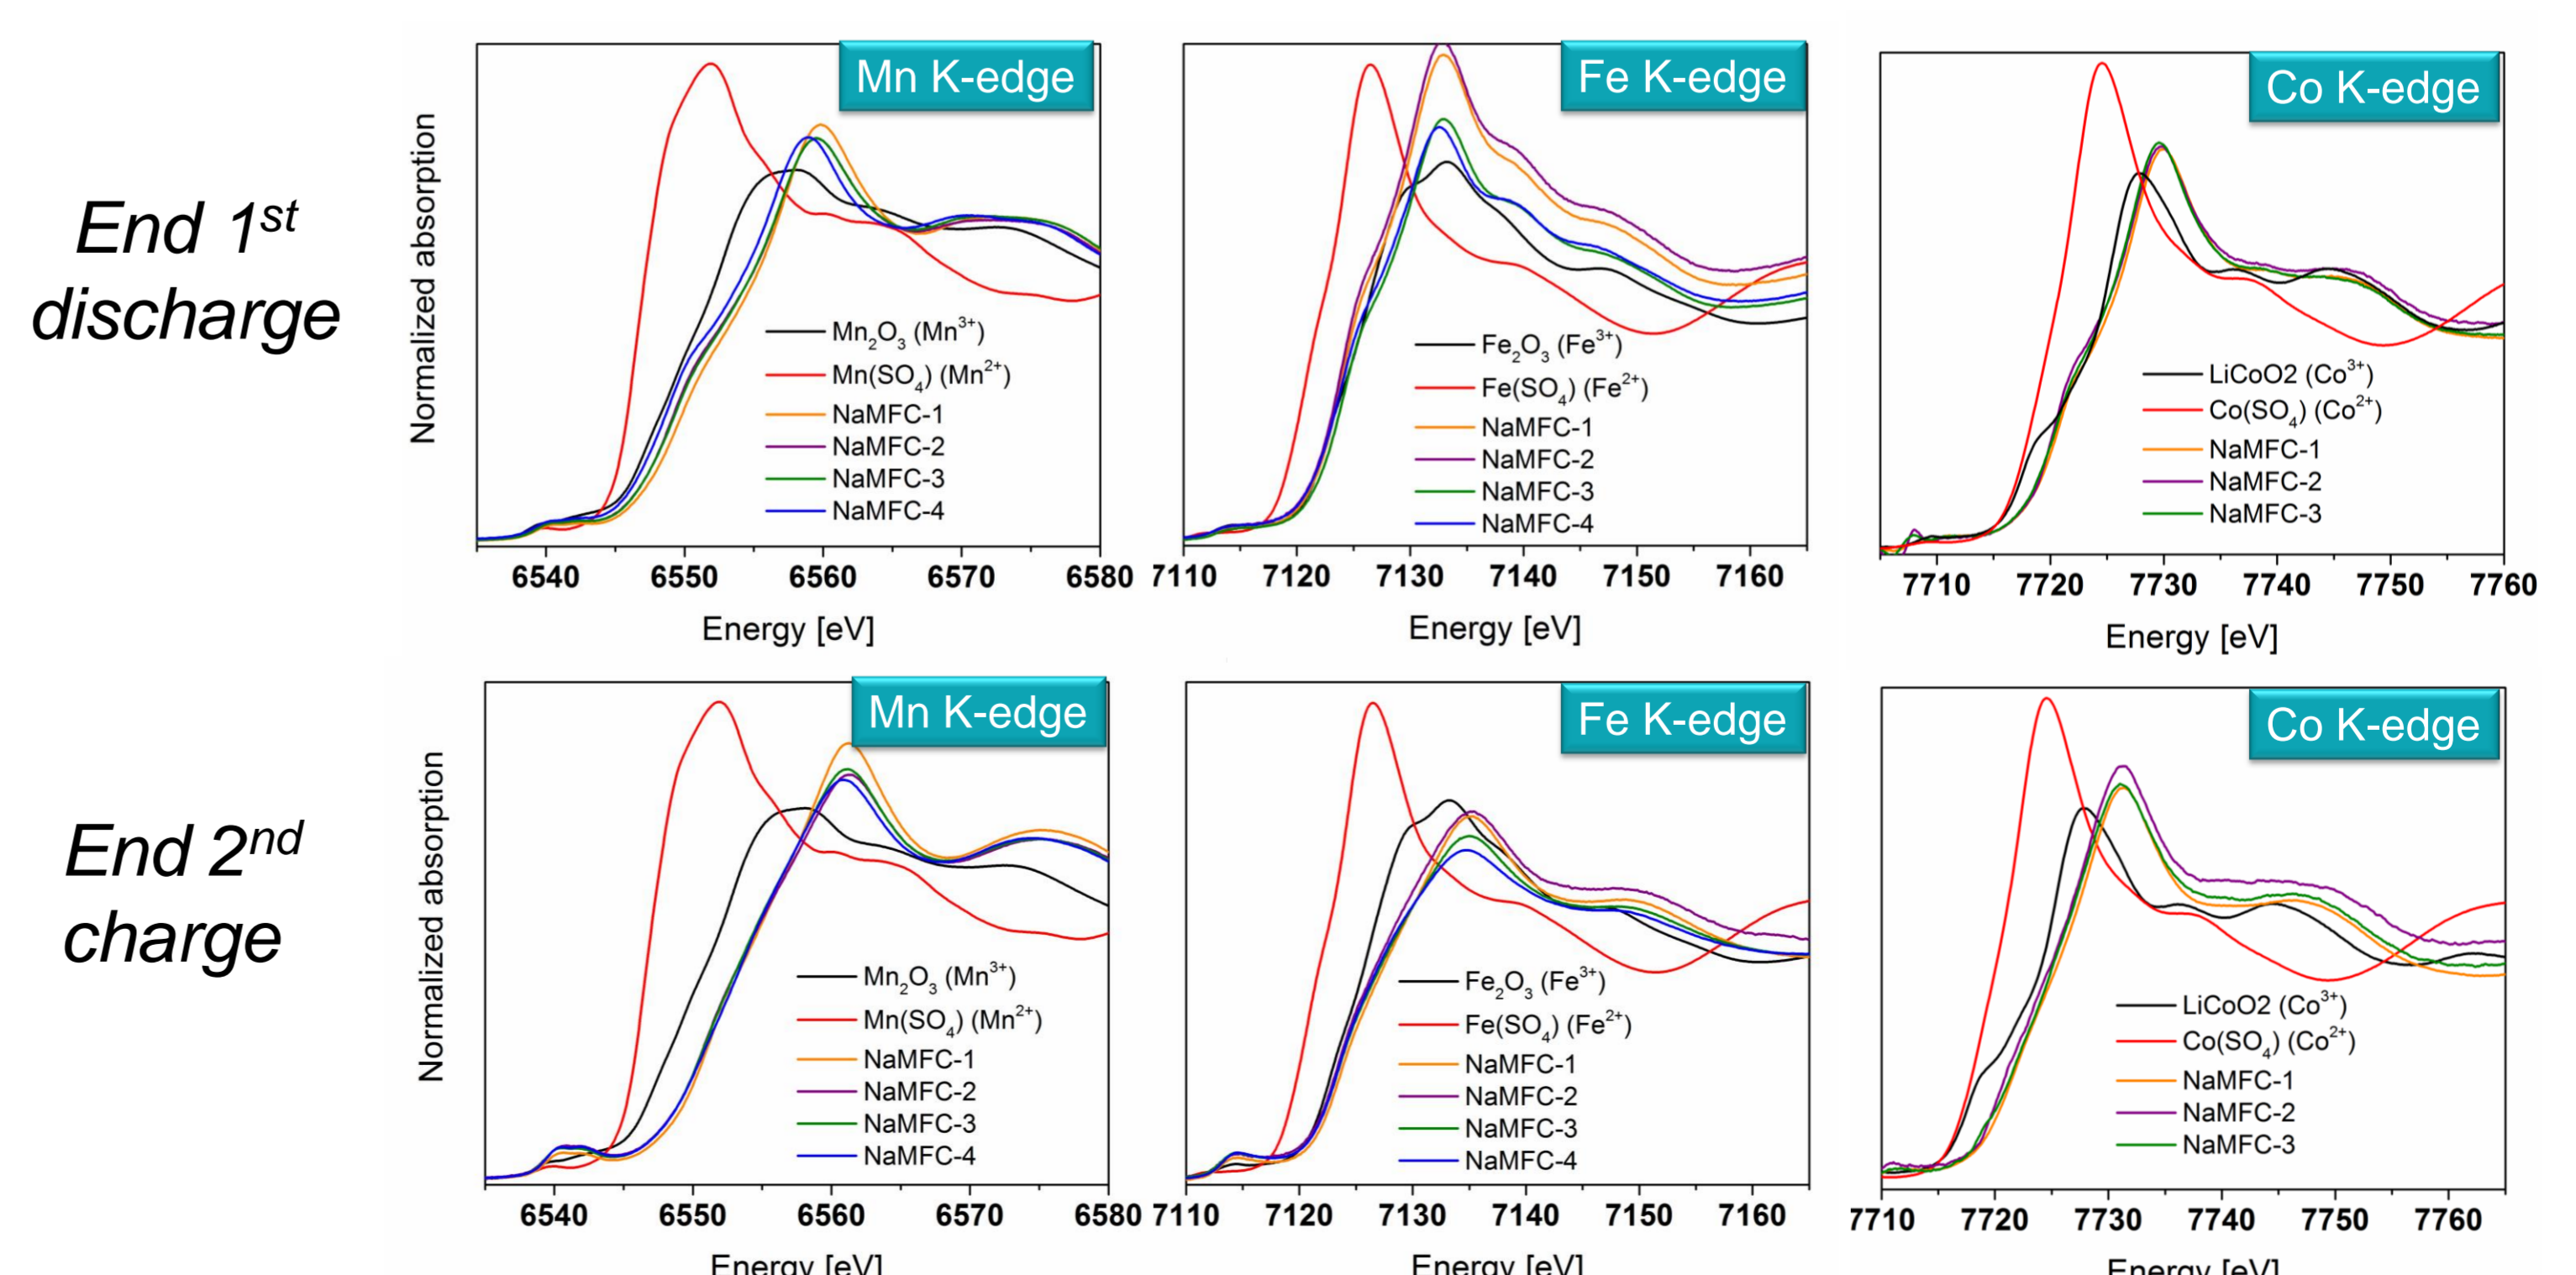 End 1st
discharge
Normalized absorption
Mn K-edge
Mn2O3 (Mn3+)
Mn(SO4) (Mn2+)
NaMFC-1
NaMFC-2
NaMFC-3
NaMFC-4
6540 6550 6560 6570 6580
Energy [eV]
Fe K-edge
Fe2O3 (Fe3+)
Fe(SO4) (Fe2+)
NaMFC-1
NaMFC-2
NaMFC-3
NaMFC-4
7110 7120 7130 7140 7150 7160
Energy [eV]
Co K-edge
LiCoO2 (Co3+)
Co(SO4) (Co2+)
NaMFC-1
NaMFC-2
NaMFC-3
7710 7720 7730 7740 7750 7760
Energy [eV]
End 2nd
charge
Normalized absorption
Mn K-edge
Mn2O3 (Mn3+)
Mn(SO4) (Mn2+)
NaMFC-1
NaMFC-2
NaMFC-3
NaMFC-4
6540 6550 6560 6570 6580
Energy [eV]
Fe K-edge
Fe2O3 (Fe3+)
Fe(SO4) (Fe2+)
NaMFC-1
NaMFC-2
NaMFC-3
NaMFC-4
7110 7120 7130 7140 7150 7160
Energy [eV]
Co K-edge
LiCoO2 (Co3+)
Co(SO4) (Co2+)
NaMFC-1
NaMFC-2
NaMFC-3
7710 7720 7730 7740 7750 7760
Energy [eV]